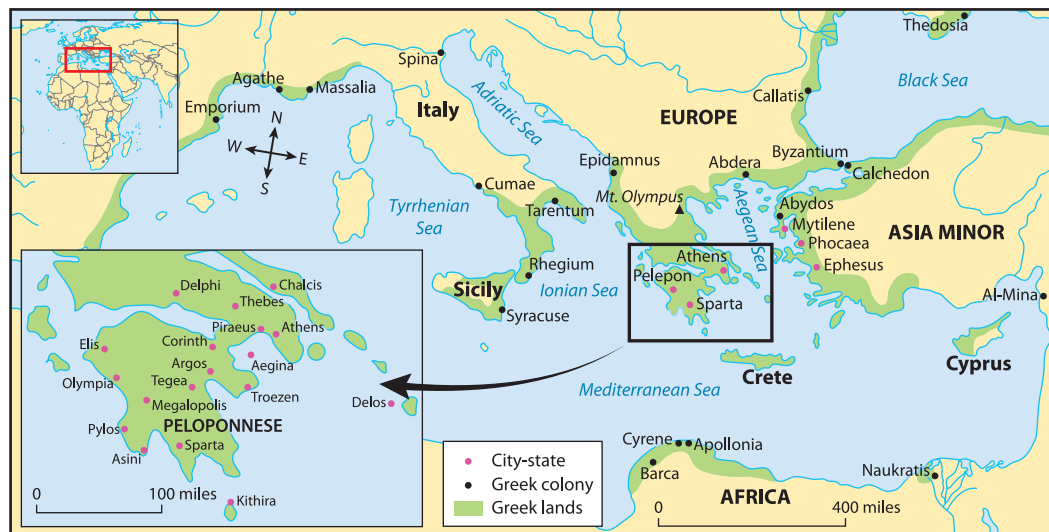 Thedosia
Spina
Black Sea
Agathe
Massalia
Italy
Adriatic Sea
EUROPE
Callatis
Emporium
N
W
E
S
Byzantium
Calchedon
Epidamnus
Abdera
Mt. Olympus
Cumae
Tarentum
Aegean Sea
Abydos
Mytilene
Phocaea
ASIA MINOR
Tyrrhenian
Sea
Ephesus
Athens
Pelepon
Sparta
Rhegium
Ionian Sea
Sicily
Syracuse
Al-Mina
Cyprus
Crete
Mediterranean Sea
Delphi
Chalcis
Thebes
Piraeus
Athens
Elis
Corinth
Aegina
Argos
Olympia
Tegea
Troezen
Megalopolis
Delos
Pylos
PELOPONNESE
Sparta
Asini
Kithira
0
100 miles
City-state
Greek colony
Greek lands
Cyrene
Apollonia
Barca
Naukratis
AFRICA
0
400 miles